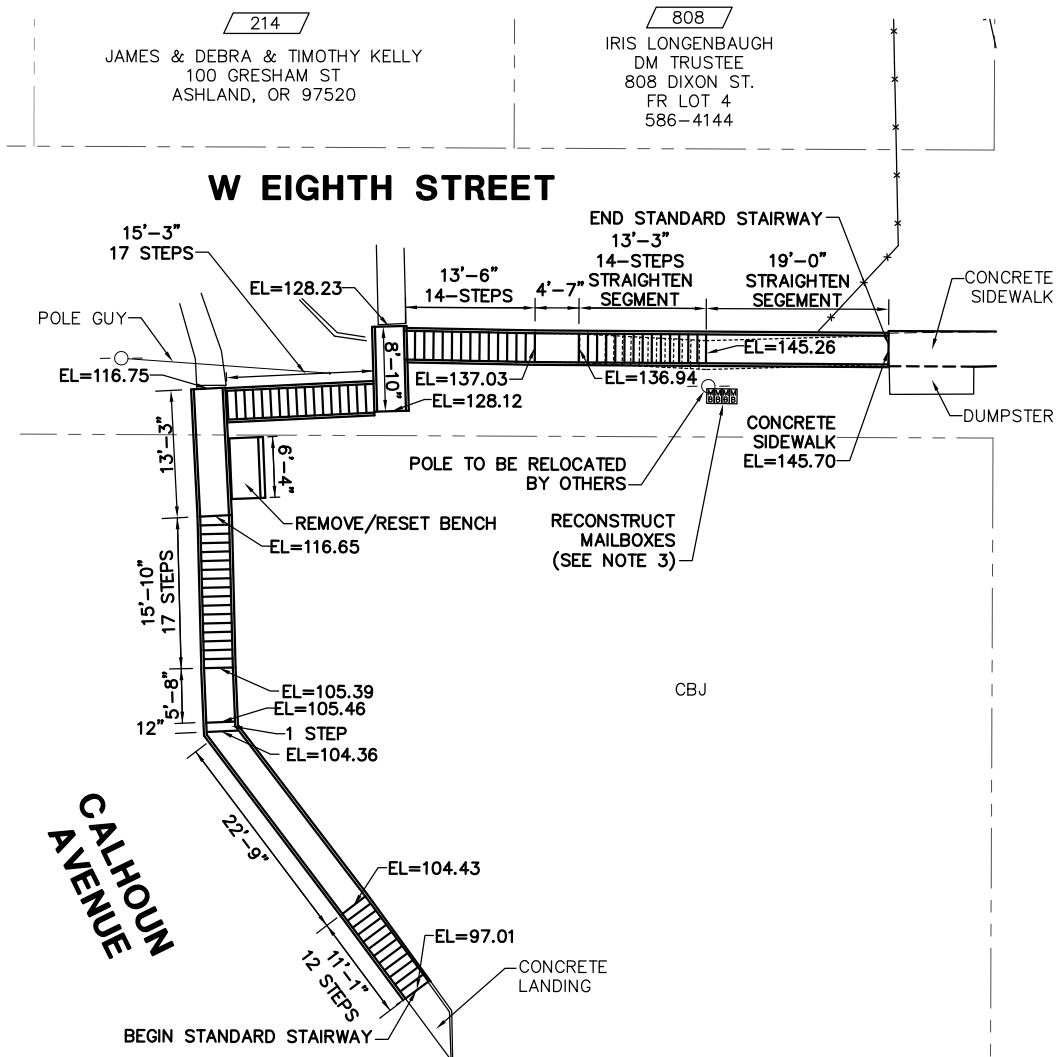 214
JAMES & DEBRA & TIMOTHY KELLY
100 GRESHAM ST
ASHLAND, OR 97520
808
IRIS LONGENBAUGH
DM TRUSTEE
808 DIXON ST.
FR LOT 4
586-4144
W EIGHTH STREET
15'-3"
17 STEPS
EL=128.23
13'-6"
14-STEPS
4'-7"
END STANDARD STAIRWAY
13'-3"
14-STEPS
STRAIGHTEN
SEGMENT
19'-0"
STRAIGHTEN
SEGEMENT
CONCRETE
SIDEWALK
POLE GUY
EL=116.75
8'-10"
EL=137.03
EL=136.94
EL=145.26
EL=128.12
DUMPSTER
CONCRETE
SIDEWALK
EL=145.70
MMMM
BBBB
POLE TO BE RELOCATED
BY OTHERS
RECONSTRUCT
MAILBOXES
(SEE NOTE 3)
13'-3"
6'-4"
REMOVE/RESET BENCH
EL=116.65
15'-10"
17 STEPS
5'-8"
EL=105.39
EL=105.46
12"
1 STEP
EL=104.36
CBJ
22'-9"
CALHOUN
AVENUE
EL=104.43
EL=97.01
11'-1"
12 STEPS
CONCRETE
LANDING
BEGIN STANDARD STAIRWAY